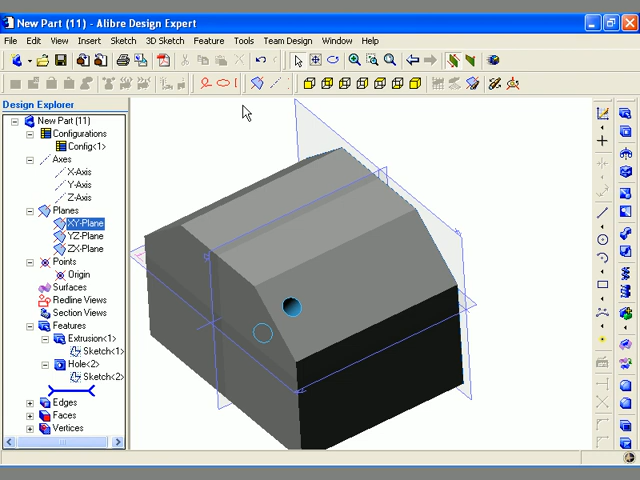 New Part (11) - Alibre Design Expert
File Edit View Insert Sketch 3D Sketch Feature Tools Team Design Windows Help
Design Explorer
New Part (11)
Configurations
Config<1>
Axes
X-Axis
Y-Axis
Z-Axis
Planes
XY-Plane
YZ-Plane
ZX-Plane
Points
Origin
Surfaces
Redline Views
Section Views
Features
Extrusion<1>
Sketch<1>
Hole<2>
Sketch<2>
Edges
Faces
Vertices